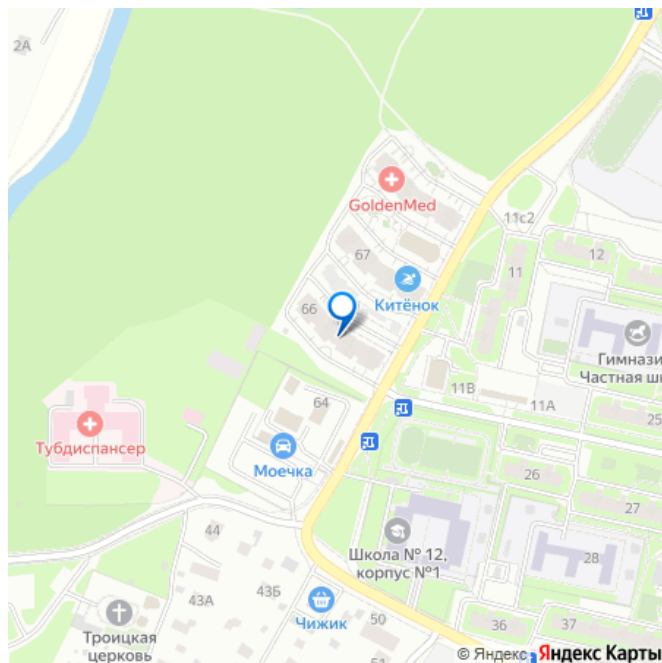 2А
GoldenMed
11с2
67
12
11
Китёнок
66
Гимнази
Частная шк
11В
11А
64
25
Тубдиспансер
Моечка
26
27
44
Школа № 12,
корпус №1
28
43Б
43А
Чижик
50
36
37
Троицкая
церковь
51
© Яндекс Яндекс Карты